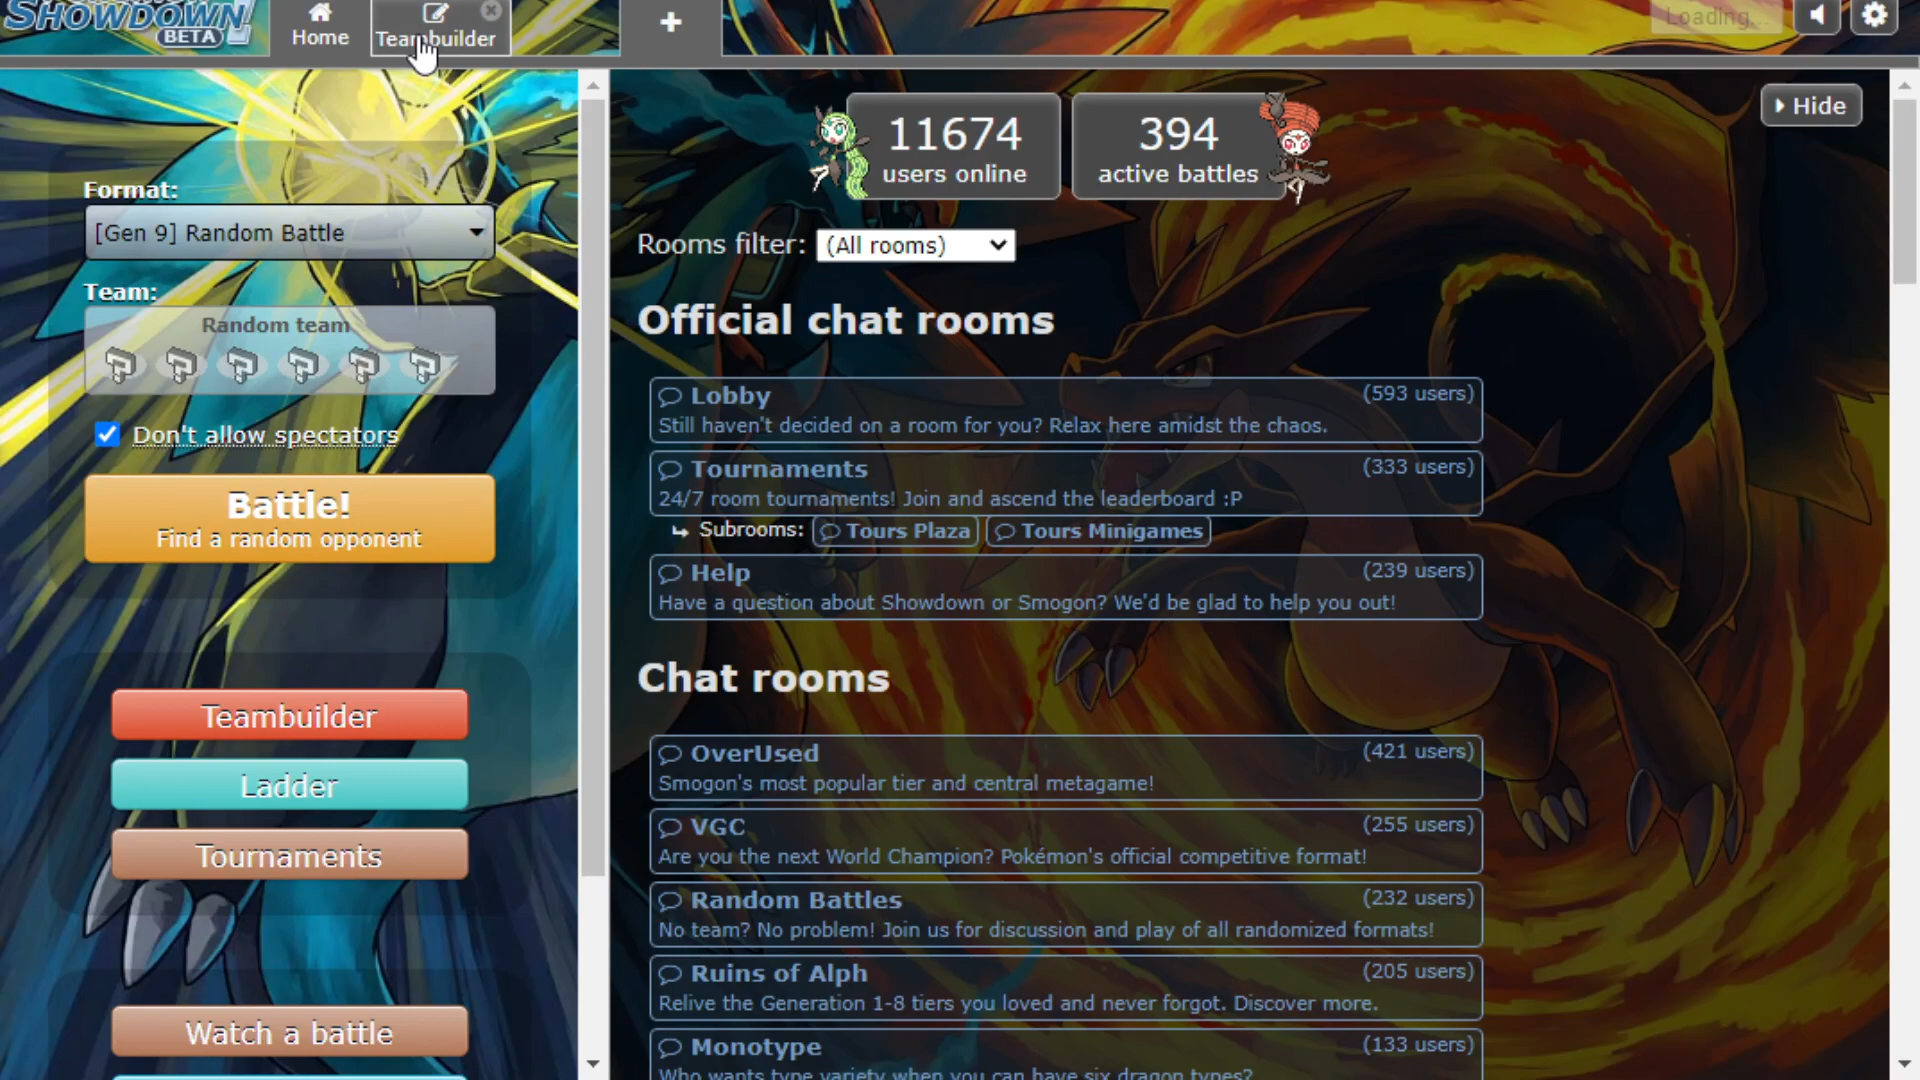 SHOWDOWN
BETA
Home
Teambuilder
+
Loading...
Format:
[Gen 9] Random Battle
Team:
Random team
Don't allow spectators
Battle!
Find a random opponent
Teambuilder
Ladder
Tournaments
Watch a battle
11674
users online
394
active battles
Hide
Rooms filter: (All rooms)
Official chat rooms
Lobby (593 users)
Still haven't decided on a room for you? Relax here amidst the chaos.
Tournaments (333 users)
24/7 room tournaments! Join and ascend the leaderboard :P
Subrooms: Tours Plaza Tours Minigames
Help (239 users)
Have a question about Showdown or Smogon? We'd be glad to help you out!
Chat rooms
OverUsed (421 users)
Smogon's most popular tier and central metagame!
VGC (255 users)
Are you the next World Champion? Pokémon's official competitive format!
Random Battles (232 users)
No team? No problem! Join us for discussion and play of all randomized formats!
Ruins of Alph (205 users)
Relive the Generation 1-8 tiers you loved and never forgot. Discover more.
Monotype (133 users)
Who wants type variety when you can have six dragon types?